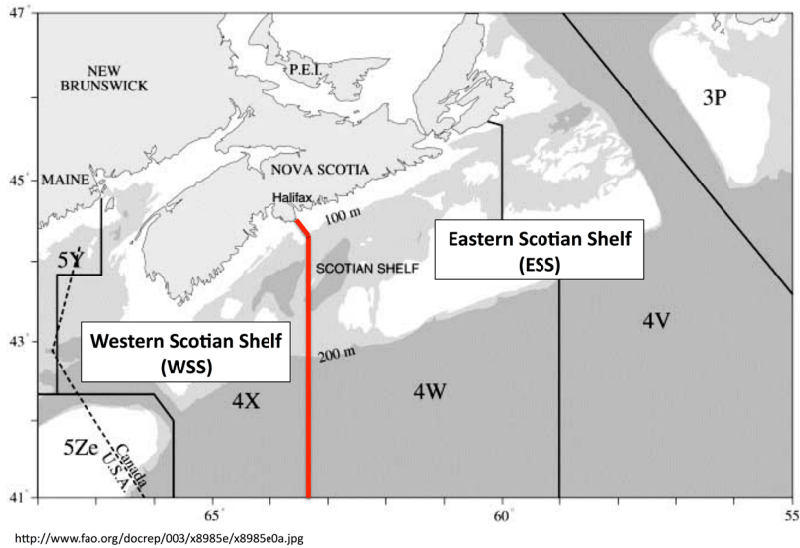 47
NEW
BRUNSWICK
P.E.I.
3P
45
MAINE
NOVA SCOTIA
Halifax
100 m
5Y
SCOTIAN SHELF
Eastern Scotian Shelf
(ESS)
43
Western Scotian Shelf
(WSS)
200 m
4V
4X
4W
5Ze
Canada
U.S.A.
41
65
60
55
http://www.fao.org/docrep/003/x8985e/x8985e0a.jpg